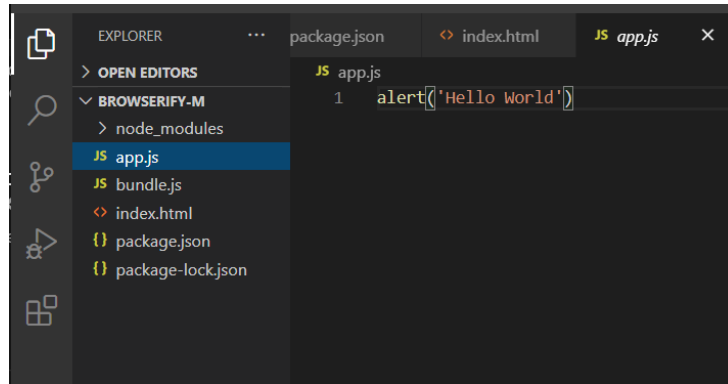 EXPLORER ...
> OPEN EDITORS
BROWSERIFY-M
> node_modules
JS app.js
JS bundle.js
<> index.html
{} package.json
{} package-lock.json
package.json <> index.html JS app.js ×
JS app.js
1 alert('Hello World')